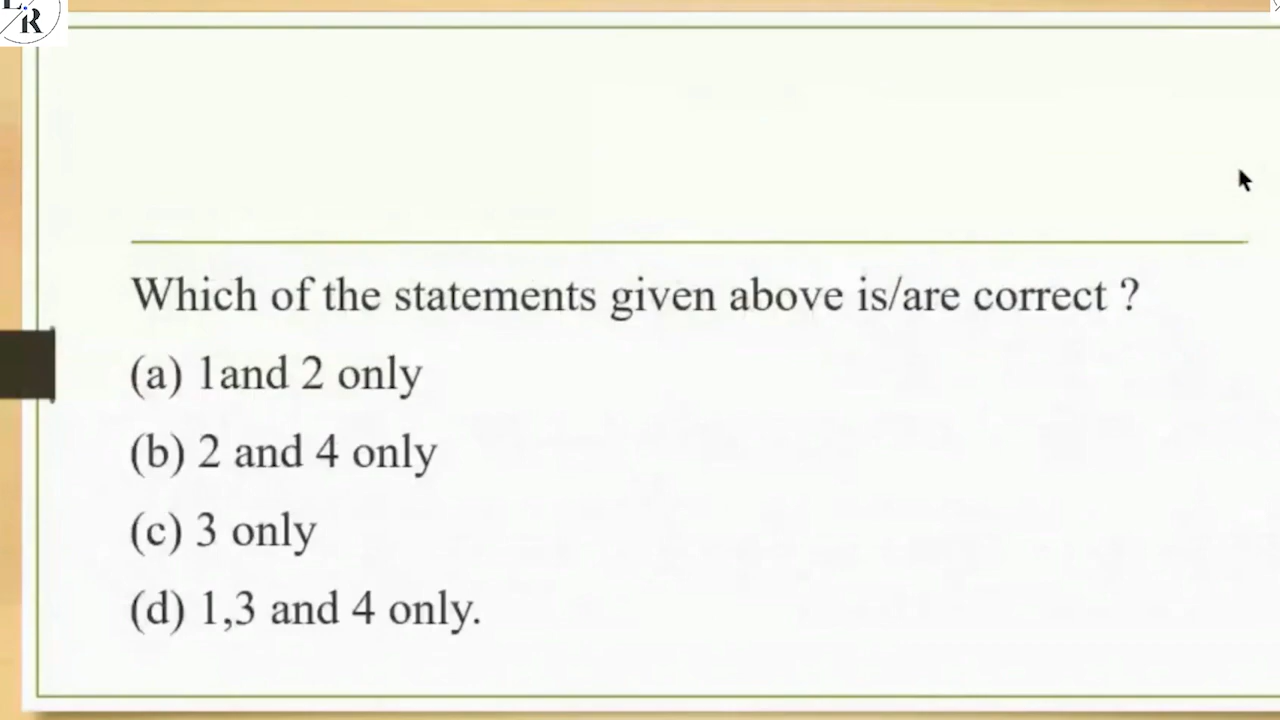 L R
Which of the statements given above is/are correct ?
(a) 1and 2 only
(b) 2 and 4 only
(c) 3 only
(d) 1,3 and 4 only.